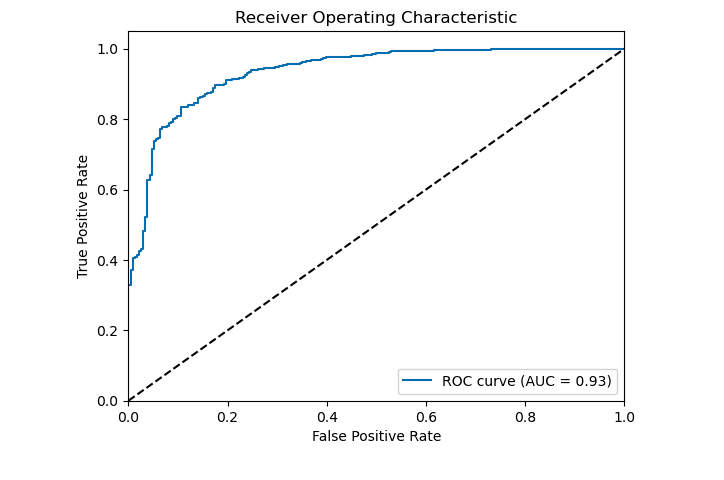 Receiver Operating Characteristic
1.0
0.8
0.6
0.4
0.2
0.0
True Positive Rate
ROC curve (AUC = 0.93)
0.0 0.2 0.4 0.6 0.8 1.0
False Positive Rate